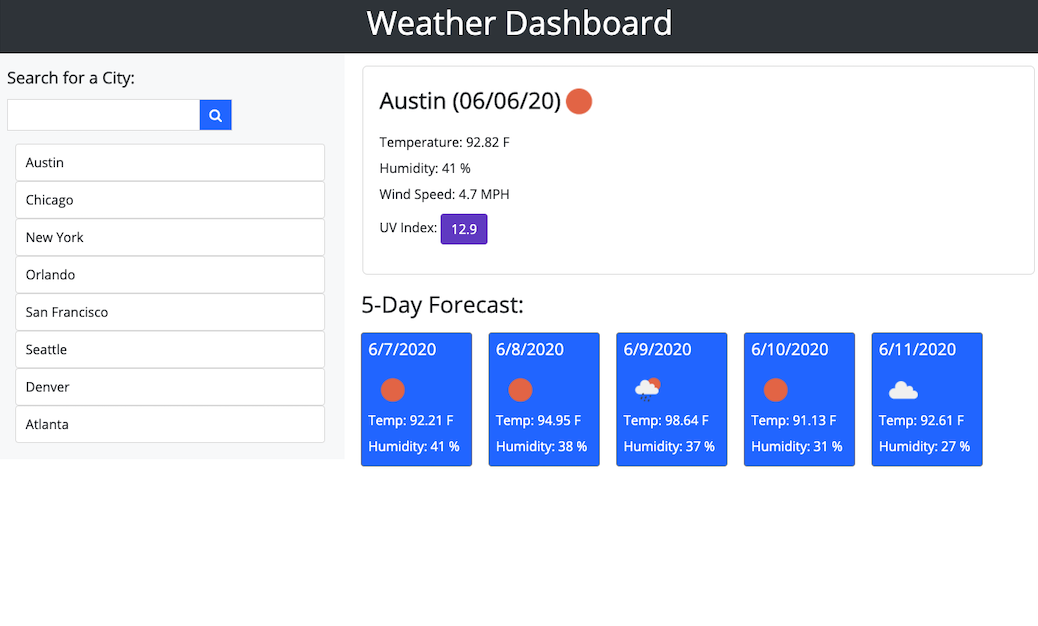 Weather Dashboard
Search for a City:
Austin
Chicago
New York
Orlando
San Francisco
Seattle
Denver
Atlanta
Austin (06/06/20)
Temperature: 92.82 F
Humidity: 41 %
Wind Speed: 4.7 MPH
UV Index: 12.9
5-Day Forecast:
6/7/2020
Temp: 92.21 F
Humidity: 41 %
6/8/2020
Temp: 94.95 F
Humidity: 38 %
6/9/2020
Temp: 98.64 F
Humidity: 37 %
6/10/2020
Temp: 91.13 F
Humidity: 31 %
6/11/2020
Temp: 92.61 F
Humidity: 27 %